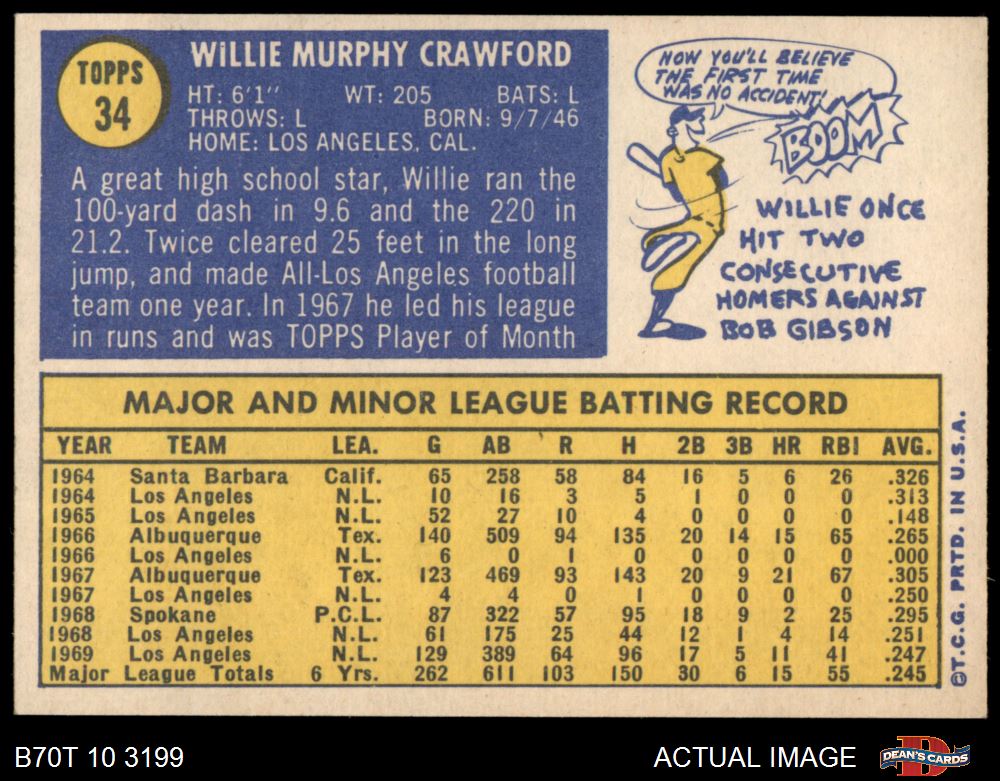 TOPPS
34
WILLIE MURPHY CRAWFORD
HT: 6'1" WT: 205 BATS: L
THROWS: L BORN: 9/7/46
HOME: LOS ANGELES, CAL.
A great high school star, Willie ran the
100-yard dash in 9.6 and the 220 in
21.2. Twice cleared 25 feet in the long
jump, and made All-Los Angeles football
team one year. In 1967 he led his league
in runs and was TOPPS Player of Month
NOW YOU'LL BELIEVE
THE FIRST TIME
WAS NO ACCIDENT!
BOOM
WILLIE ONCE
HIT TWO
CONSECUTIVE
HOMERS AGAINST
BOB GIBSON
MAJOR AND MINOR LEAGUE BATTING RECORD
YEAR TEAM LEA. G AB R H 2B 3B HR RBI AVG.
1964 Santa Barbara Calif. 65 258 58 84 16 5 6 26 .326
1964 Los Angeles N.L. 10 16 3 5 1 0 0 0 .313
1965 Los Angeles N.L. 52 27 10 4 0 0 0 0 .148
1966 Albuquerque Tex. 140 509 94 135 20 14 15 65 .265
1966 Los Angeles N.L. 6 0 1 0 0 0 0 0 .000
1967 Albuquerque Tex. 123 469 93 143 20 9 21 67 .305
1967 Los Angeles N.L. 4 4 0 1 0 0 0 0 .250
1968 Spokane P.C.L. 87 322 57 95 18 9 2 25 .295
1968 Los Angeles N.L. 61 175 25 44 12 1 4 14 .251
1969 Los Angeles N.L. 129 389 64 96 17 5 11 41 .247
Major League Totals 6 Yrs. 262 611 103 150 30 6 15 55 .245
©T.C.G. PRTD. IN U.S.A.
B70T 10 3199
ACTUAL IMAGE
DEAN'S CARDS